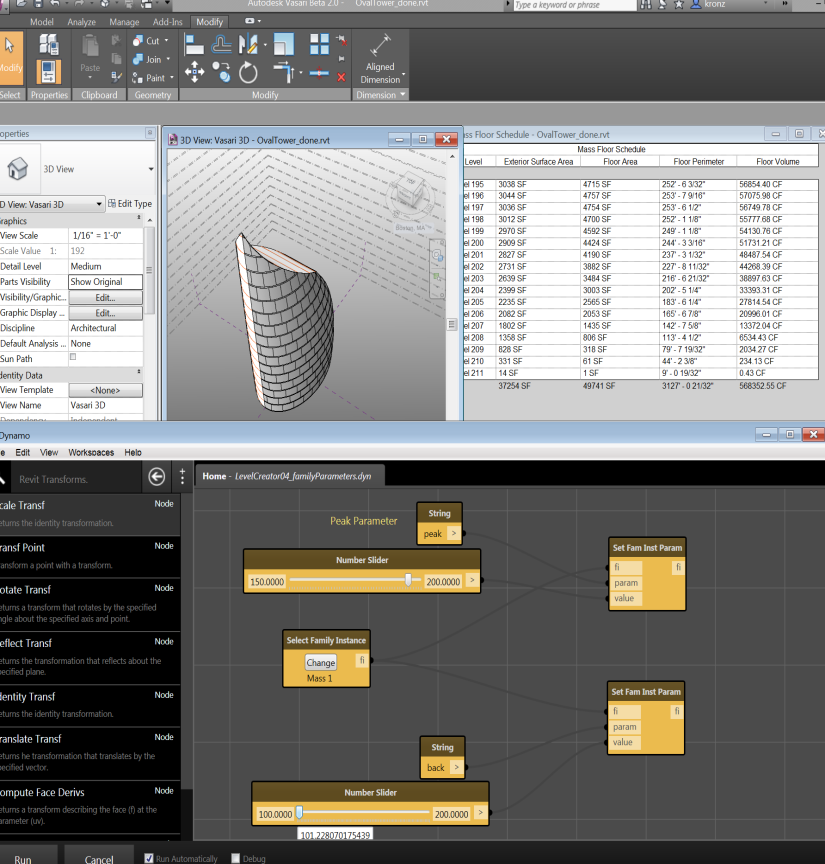 Autodesk Vasari Beta 2.0 - OvalTower_done.rvt
Type a keyword or phrase
kronz
Model Analyze Manage Add-Ins Modify
Modify
Paste
Cut
Join
Paint
Aligned
Dimension
Select Properties Clipboard Geometry Modify Dimension
operties
3D View
D View: Vasari 3D Edit Type
raphics
View Scale 1/16" = 1'-0"
Scale Value 1: 192
Detail Level Medium
Parts Visibility Show Original
Visibility/Graphic... Edit...
Graphic Display ... Edit...
Discipline Architectural
Default Analysis ... None
Sun Path
dentity Data
View Template <None>
View Name Vasari 3D
Dependency Independent
3D View: Vasari 3D - OvalTower_done.rvt
TOP
Boston, MA
ass Floor Schedule - OvalTower_done.rvt
Mass Floor Schedule
Level Exterior Surface Area Floor Area Floor Perimeter Floor Volume
el 195 3038 SF 4715 SF 252' - 6 3/32" 56854.40 CF
el 196 3044 SF 4757 SF 253' - 7 9/16" 57075.98 CF
el 197 3036 SF 4754 SF 253' - 6 1/2" 56749.78 CF
el 198 3012 SF 4700 SF 252' - 1 1/8" 55777.68 CF
el 199 2970 SF 4592 SF 249' - 1 1/8" 54130.76 CF
el 200 2909 SF 4424 SF 244' - 3 3/16" 51731.21 CF
el 201 2827 SF 4190 SF 237' - 3 1/32" 48487.54 CF
el 202 2731 SF 3882 SF 227' - 8 11/32" 44268.39 CF
el 203 2639 SF 3484 SF 216' - 6 21/32" 38897.63 CF
el 204 2399 SF 3003 SF 202' - 5 1/4" 33393.31 CF
el 205 2235 SF 2565 SF 183' - 6 1/4" 27814.54 CF
el 206 2082 SF 2053 SF 165' - 6 7/8" 20996.01 CF
el 207 1802 SF 1435 SF 142' - 7 5/8" 13372.04 CF
el 208 1358 SF 806 SF 113' - 4 1/2" 6534.43 CF
el 209 828 SF 318 SF 79' - 7 19/32" 2034.27 CF
el 210 331 SF 61 SF 44' - 2 3/8" 234.13 CF
el 211 14 SF 1 SF 9' - 0 19/32" 0.43 CF
37254 SF 49741 SF 3127' - 0 21/32" 568352.55 CF
Dynamo
e Edit View Workspaces Help
Revit Transforms.
Home - LevelCreator04_familyParameters.dyn
cale Transf Node
eturns the identity transformation.
ransf Point Node
ansform a point with a transform.
otate Transf Node
eturns a transform that rotates by the specified
ngle about the specified axis and point.
eflect Transf Node
eturns the transformation that reflects about the
pecified plane.
dentity Transf Node
eturns the identity transformation.
ranslate Transf Node
eturns he transformation that translates by the
pecified vector.
ompute Face Derivs Node
eturns a transform describing the face (f) at the
arameter (uv).
Peak Parameter
String
peak >
Number Slider
150.0000 200.0000 >
Set Fam Inst Param
fi fi
param
value
Select Family Instance
Change fi
Mass 1
Set Fam Inst Param
fi fi
param
value
String
back >
Number Slider
100.0000 200.0000 >
101.228070175439
Run Cancel Run Automatically Debug